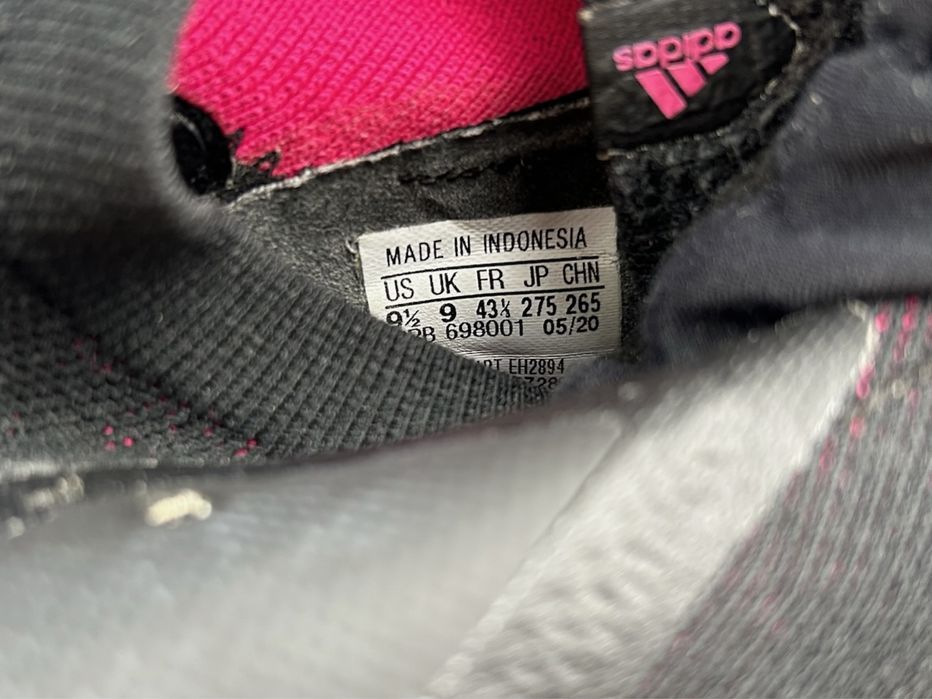 adidas
MADE IN INDONESIA
US UK FR JP CHN
9½ 9 43⅓ 275 265
698001 05/20
EH2894